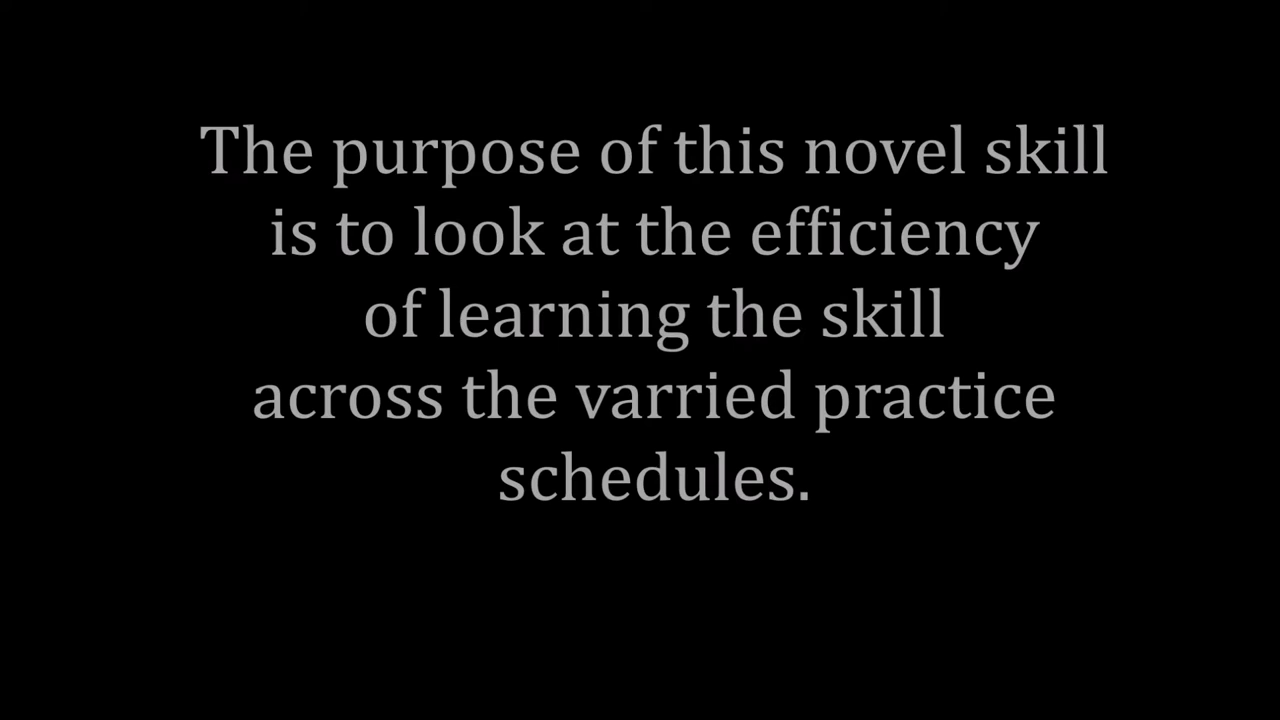 The purpose of this novel skill
is to look at the efficiency
of learning the skill
across the varried practice
schedules.